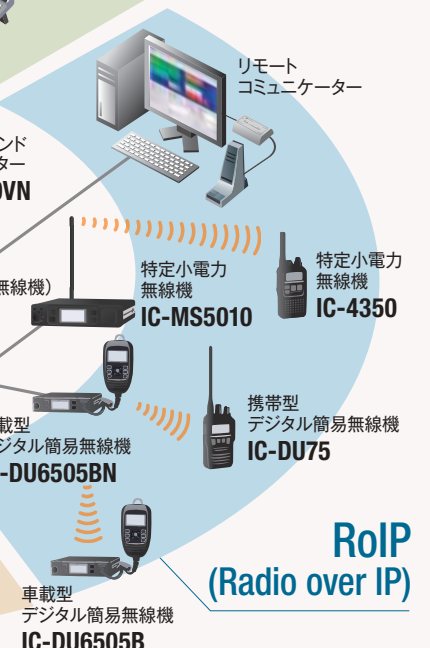 リモート
コミュニケーター
ンド
ター
0VN
特定小電力
無線機
IC-MS5010
特定小電力
無線機
IC-4350
無線機）
携帯型
デジタル簡易無線機
IC-DU75
載型
ジタル簡易無線機
-DU6505BN
RoIP
(Radio over IP)
車載型
デジタル簡易無線機
IC-DU6505B